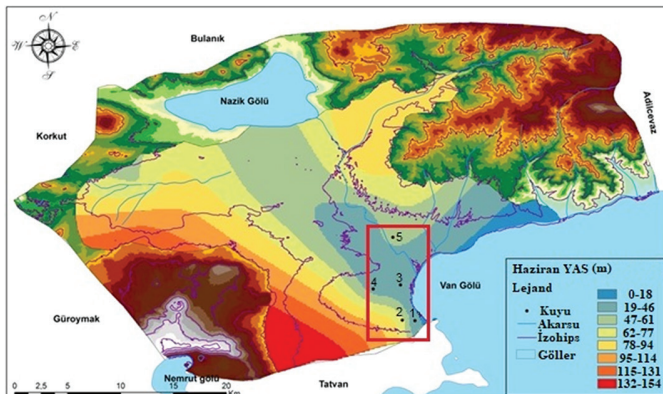 N
W E
S
Bulanık
Nazik Gölü
Korkut
Adilcevaz
5
4
3
2
1
Van Gölü
Güroymak
Nemrut gölü
Tatvan
0 2,5 5 10 15 20
Km
Haziran YAS (m)
Lejand
Kuyu
Akarsu
İzohips
Göller
0-18
19-46
47-61
62-77
78-94
95-114
115-131
132-154